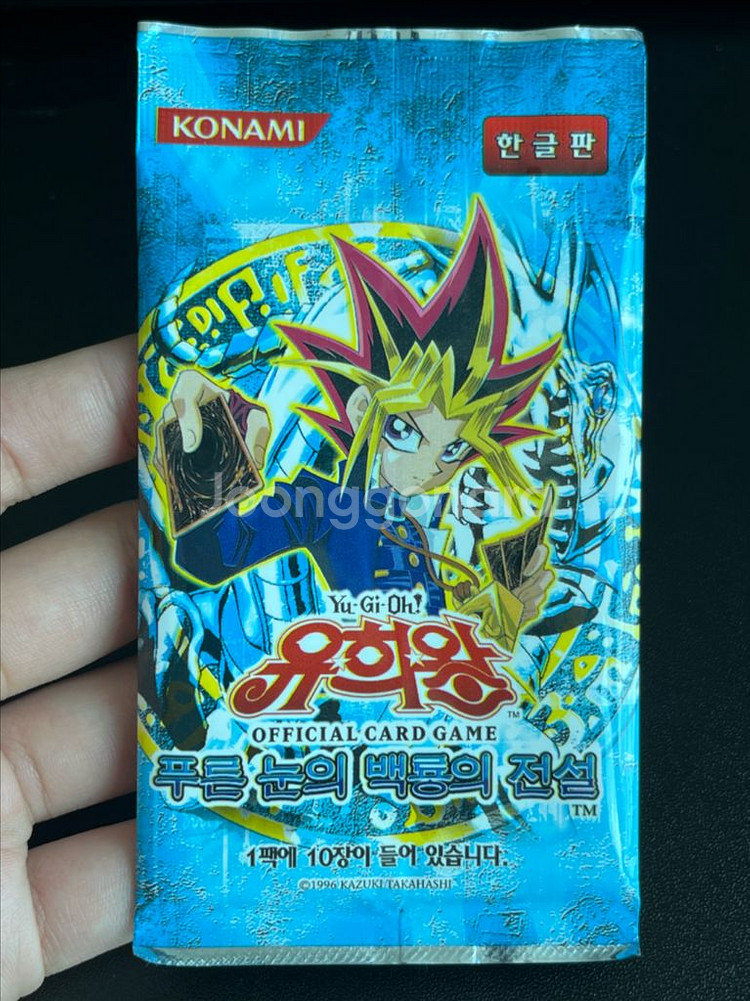 KONAMI
한글판
Joonggonara
Yu-Gi-Oh!
유희왕
TM
OFFICIAL CARD GAME
푸른 눈의 백룡의 전설
TM
1팩에 10장이 들어 있습니다.
©1996 KAZUKI TAKAHASHI